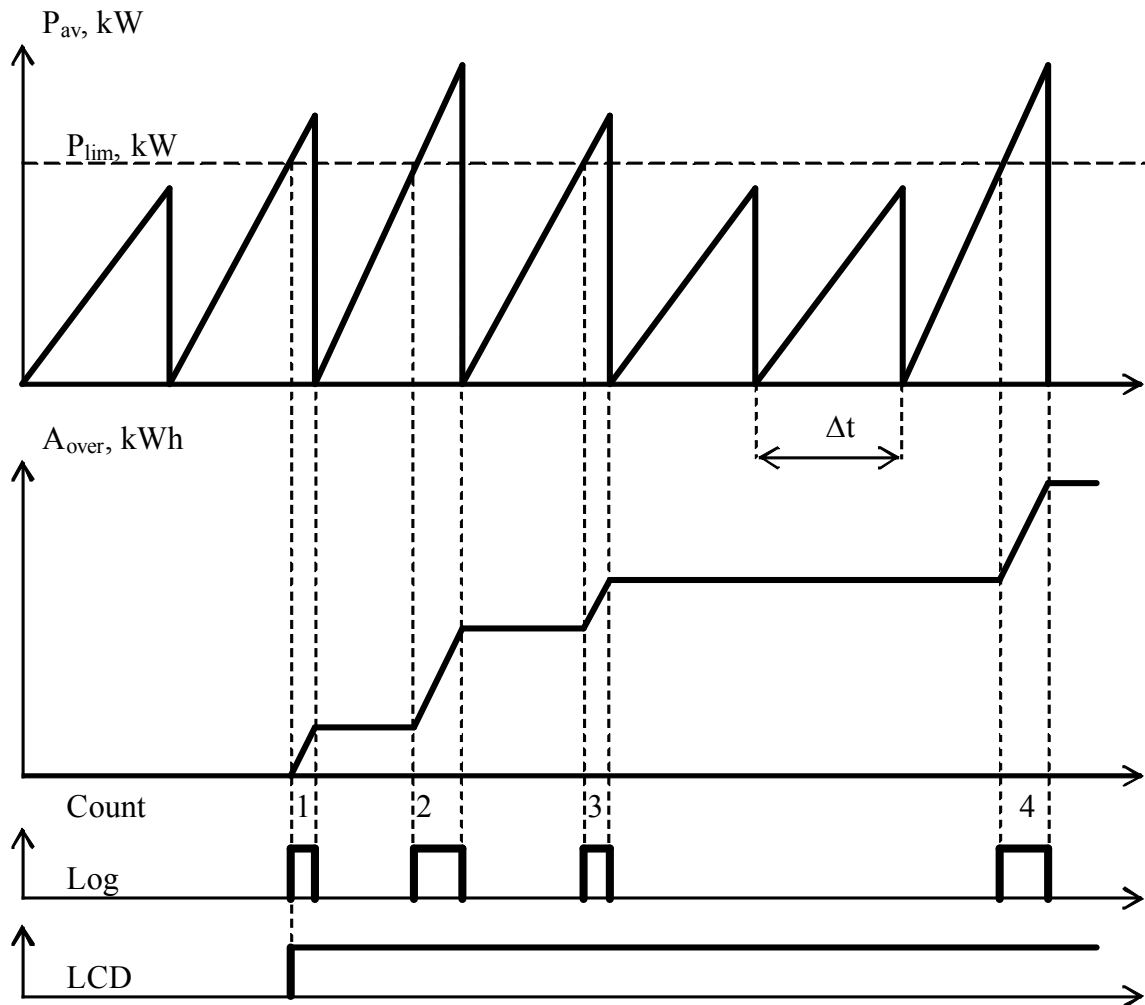 P_av, kW
P_lim, kW
Δt
A_over, kWh
Count 1 2 3 4
Log
LCD